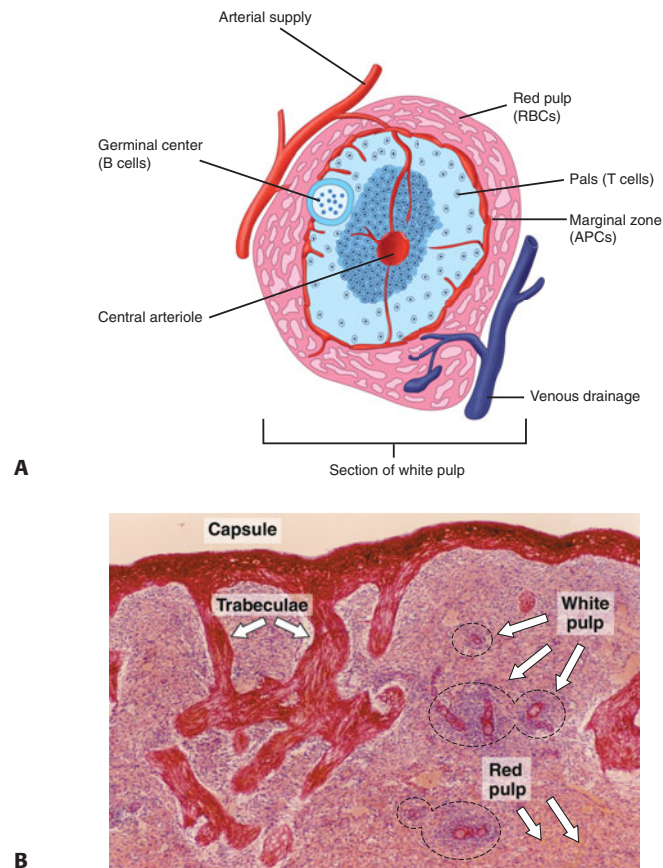 Arterial supply
Red pulp
(RBCs)
Germinal center
(B cells)
Pals (T cells)
Marginal zone
(APCs)
Central arteriole
Venous drainage
A
Section of white pulp
Capsule
Trabeculae
White
pulp
Red
pulp
B